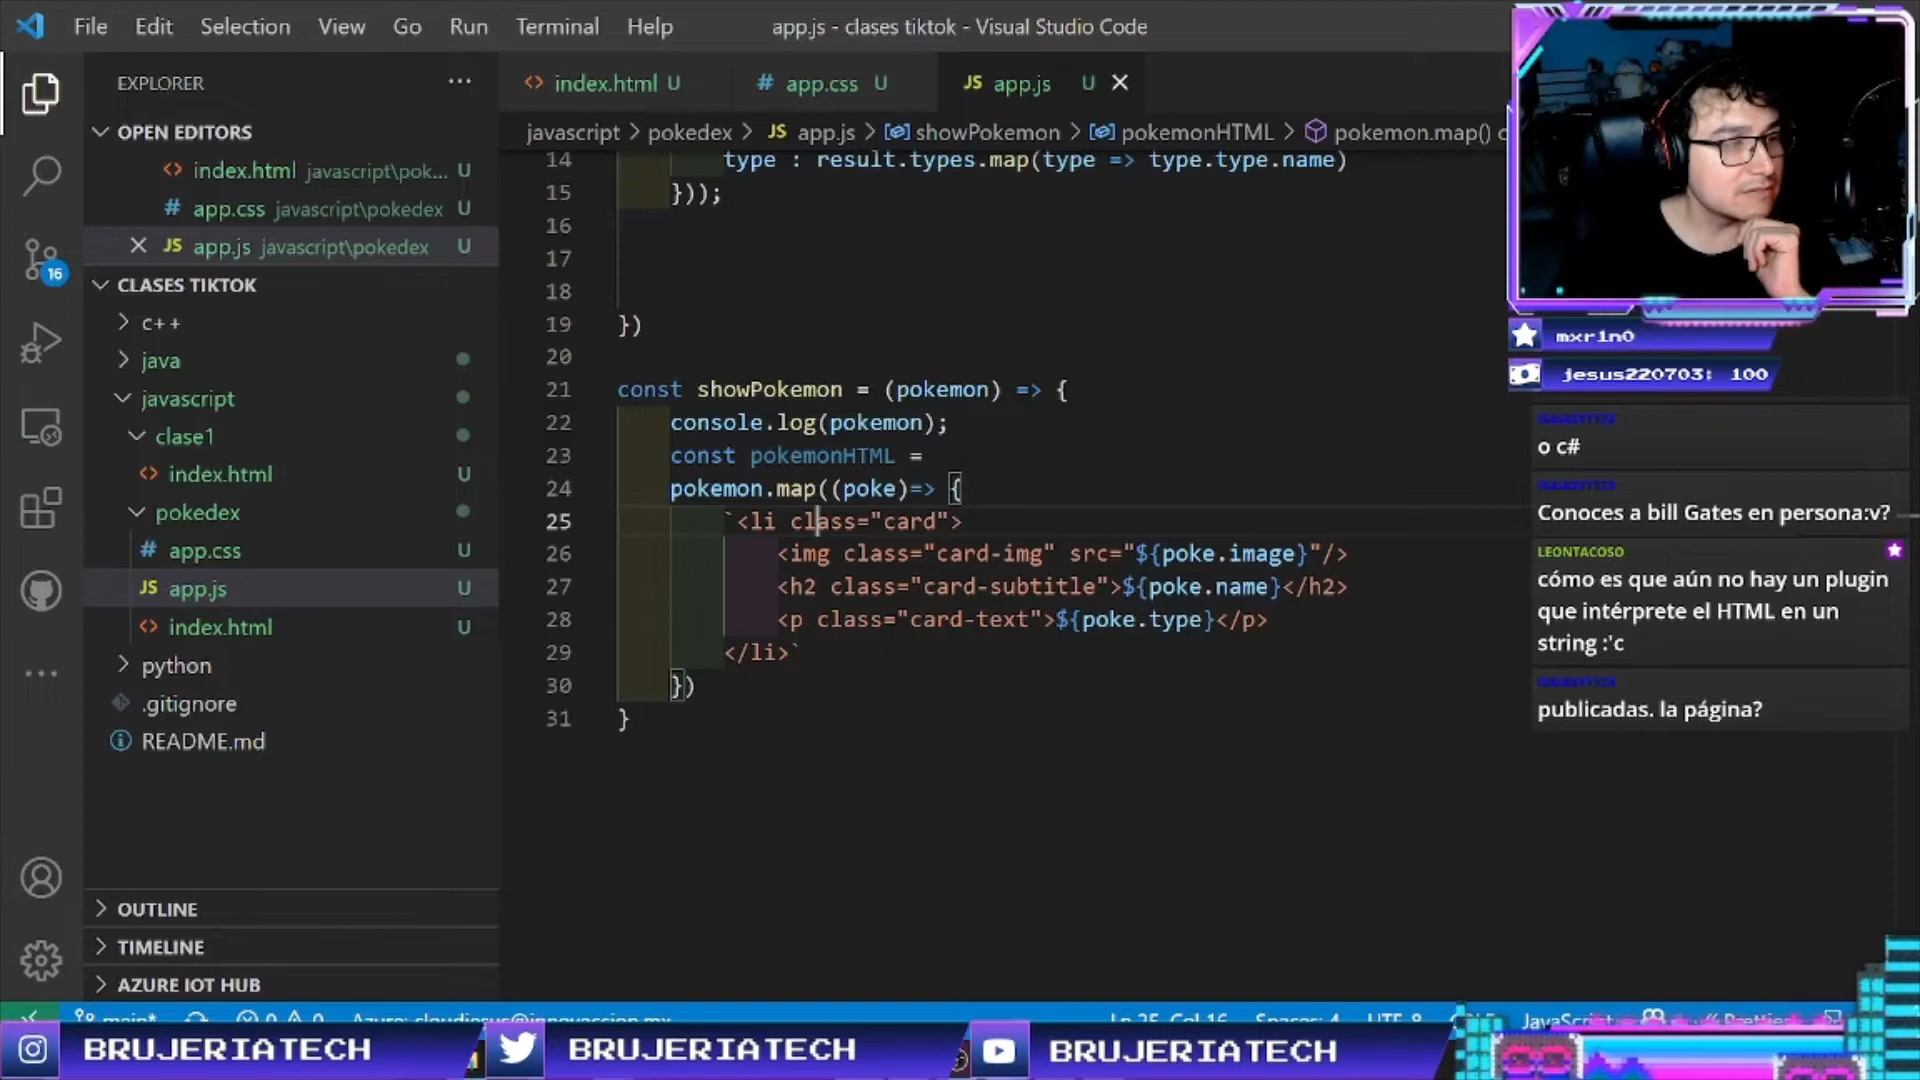 File Edit Selection View Go Run Terminal Help
app.js - clases tiktok - Visual Studio Code
EXPLORER ···
OPEN EDITORS
<> index.html javascript\pok... U
# app.css javascript\pokedex U
JS app.js javascript\pokedex U
CLASES TIKTOK
c++
java
javascript
clase1
<> index.html U
pokedex
# app.css U
JS app.js U
<> index.html U
python
.gitignore
README.md
OUTLINE
TIMELINE
AZURE IOT HUB
16
<> index.html U # app.css U JS app.js U
javascript > pokedex > JS app.js > showPokemon > pokemonHTML > pokemon.map() c
14 type : result.types.map(type => type.type.name)
15 }));
16
17
18
19 })
20
21 const showPokemon = (pokemon) => {
22 console.log(pokemon);
23 const pokemonHTML =
24 pokemon.map((poke)=> {
25 `<li class="card">
26 <img class="card-img" src="${poke.image}"/>
27 <h2 class="card-subtitle">${poke.name}</h2>
28 <p class="card-text">${poke.type}</p>
29 </li>`
30 })
31 }
mxr1n0
jesus220703: 100
o c#
Conoces a bill Gates en persona:v?
LEONTACOSO
cómo es que aún no hay un plugin
que intérprete el HTML en un
string :'c
publicadas. la página?
main* 0 0 Azure: cloudjesus@innovaccion.mx Ln 25, Col 16 Spaces: 4 UTF-8 JavaScript Prettier
BRUJERIATECH BRUJERIATECH BRUJERIATECH